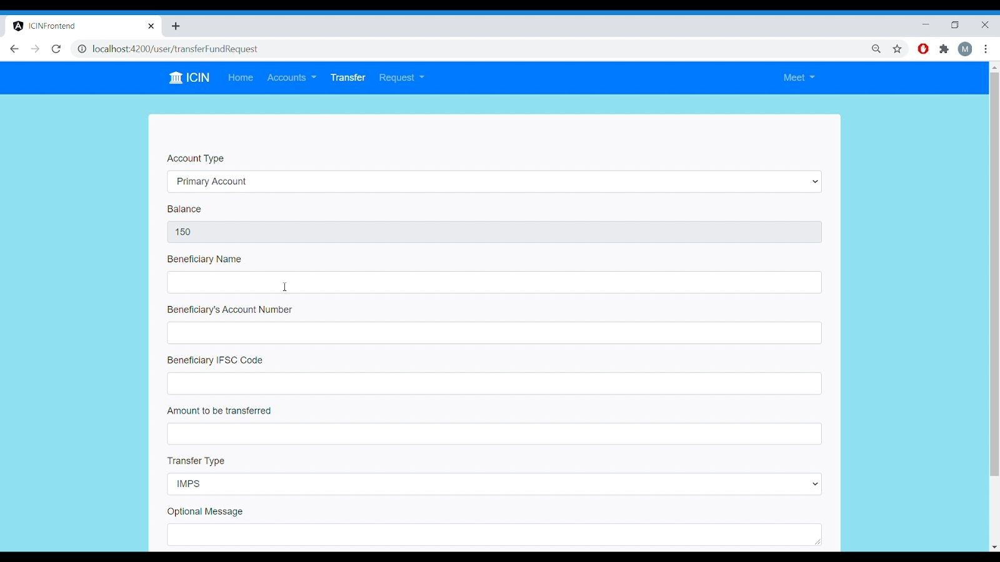 ICINFrontend
localhost:4200/user/transferFundRequest
M
ICIN Home Accounts Transfer Request Meet
Account Type
Primary Account
Balance
150
Beneficiary Name
Beneficiary's Account Number
Beneficiary IFSC Code
Amount to be transferred
Transfer Type
IMPS
Optional Message